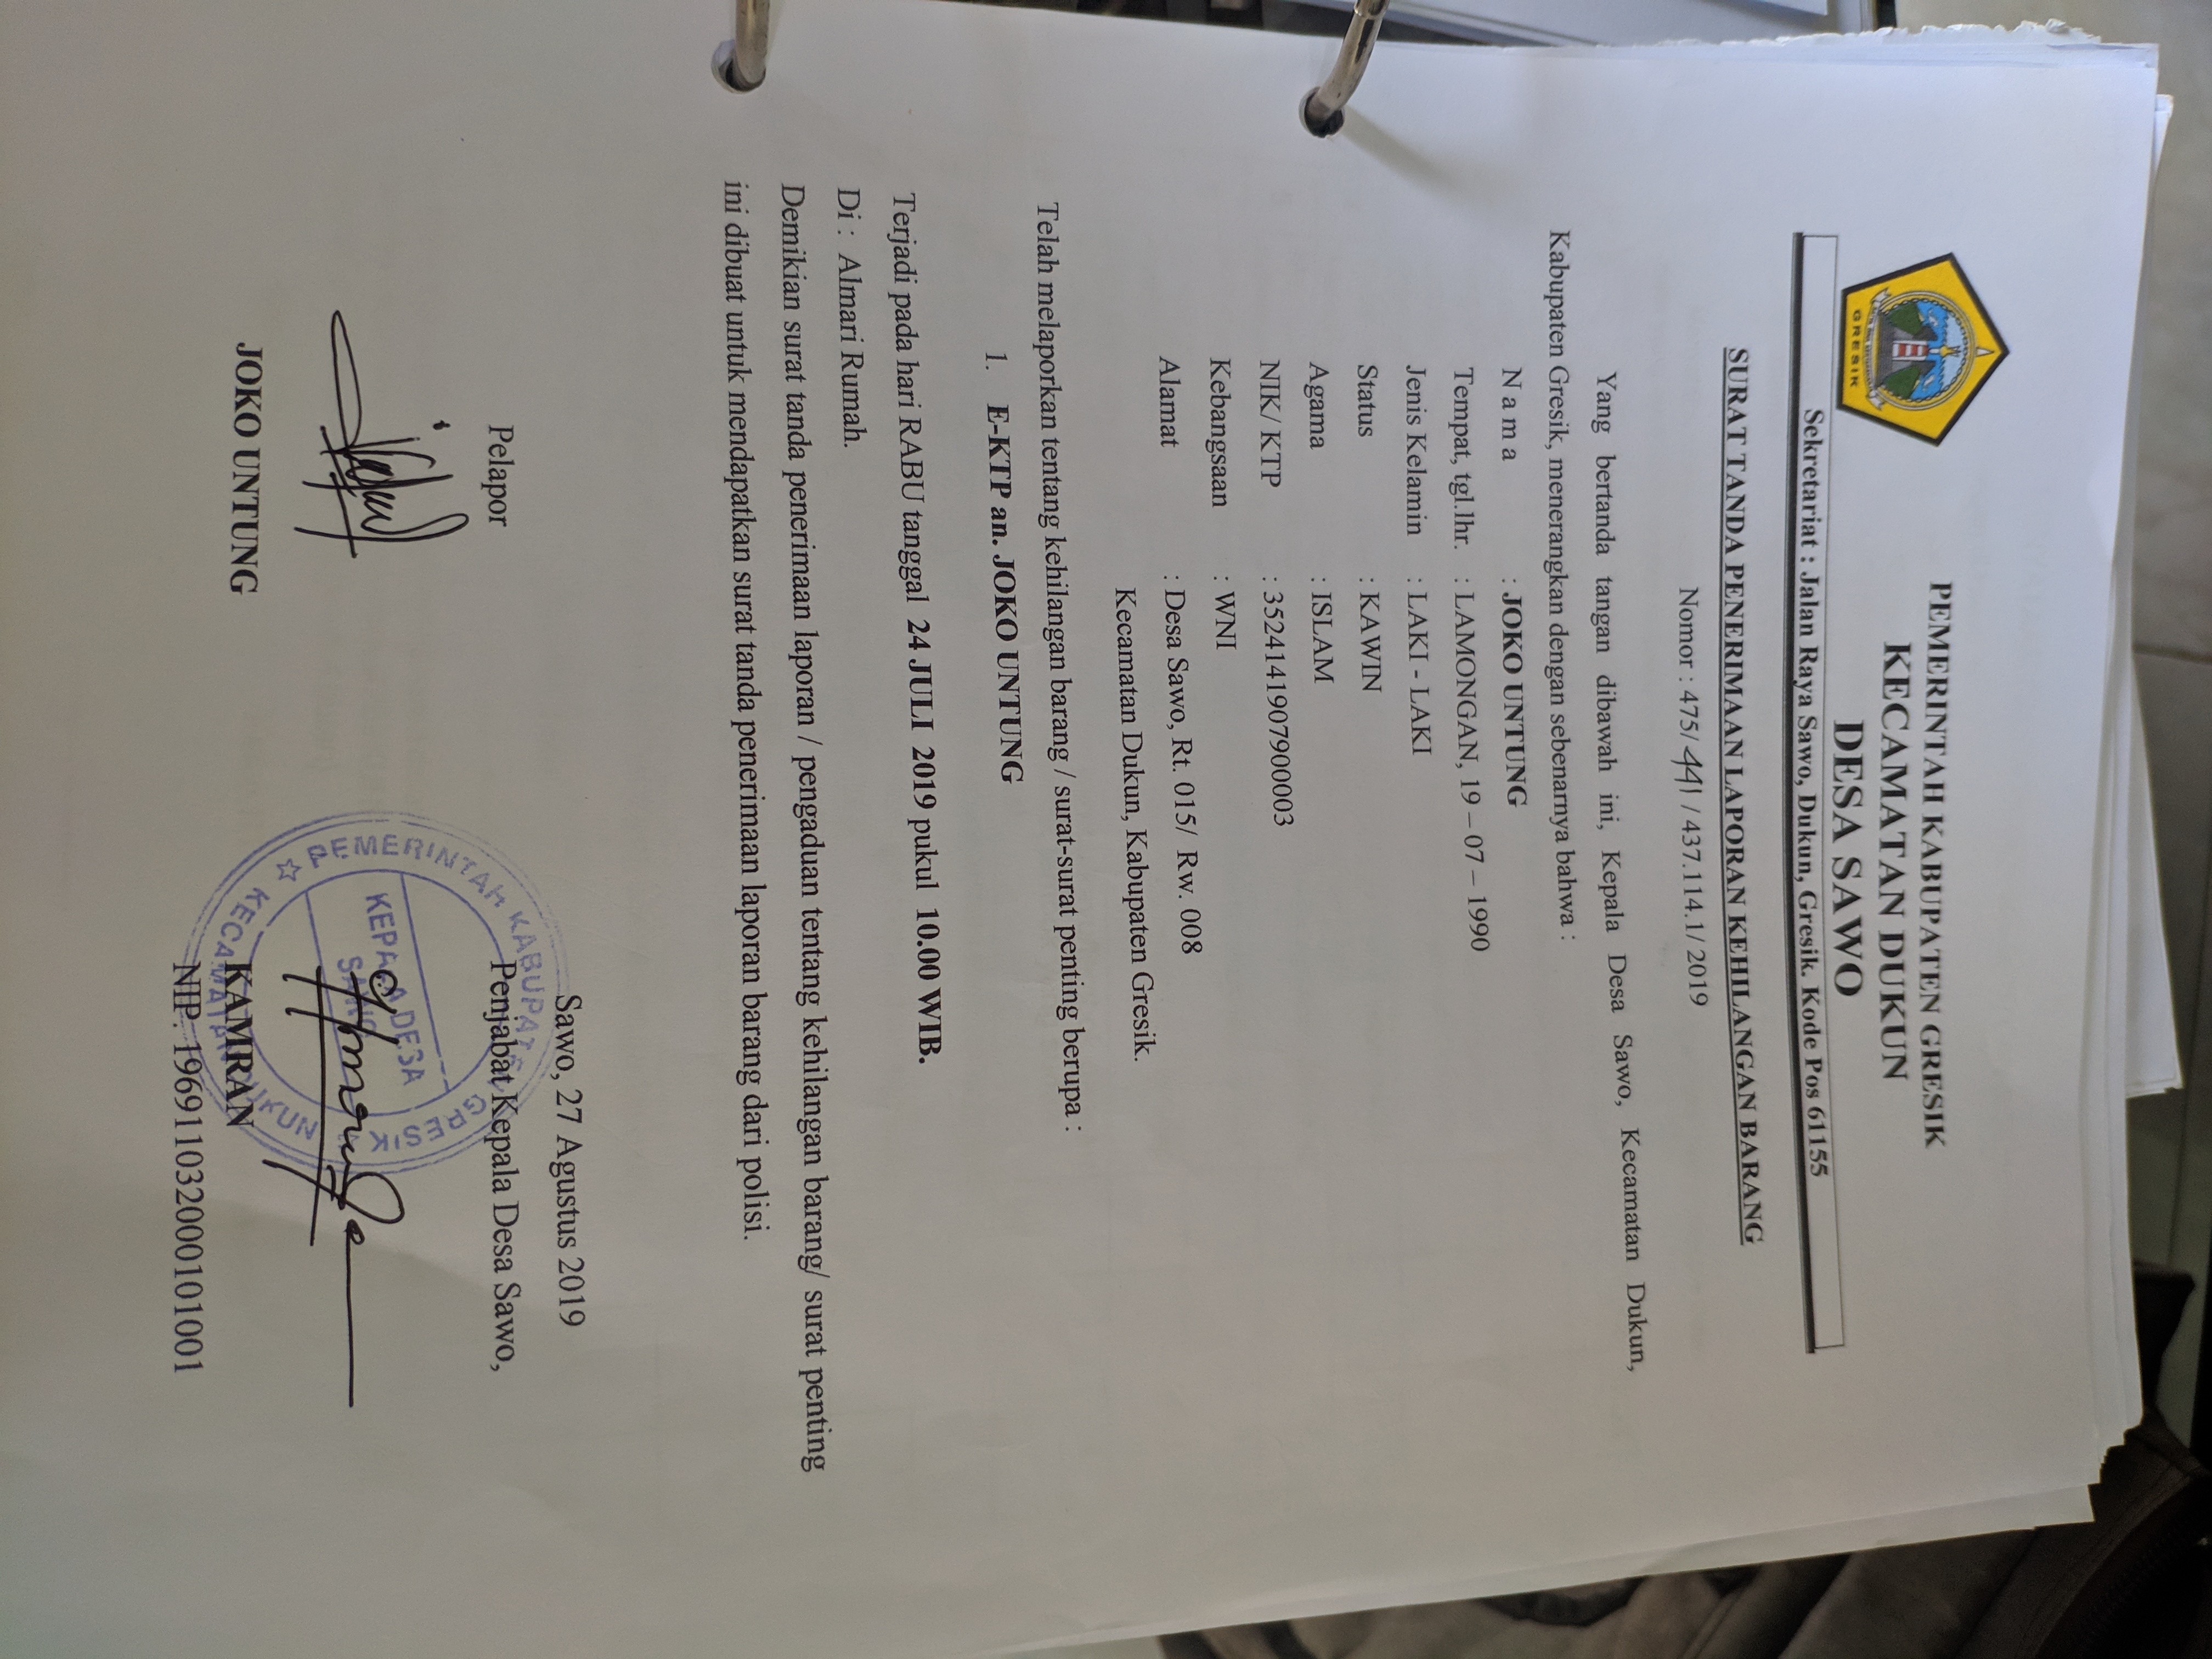 PEMERINTAH KABUPATEN GRESIK
KECAMATAN DUKUN
DESA SAWO
GRESIK
Sekretariat : Jalan Raya Sawo, Dukun, Gresik. Kode Pos 61155
SURAT TANDA PENERIMAAN LAPORAN KEHILANGAN BARANG
Nomor : 475/ 441 / 437.114.1/ 2019
Yang bertanda tangan dibawah ini, Kepala Desa Sawo, Kecamatan Dukun,
Kabupaten Gresik, menerangkan dengan sebenarnya bahwa :
N a m a : JOKO UNTUNG
Tempat, tgl.lhr. : LAMONGAN, 19 – 07 – 1990
Jenis Kelamin : LAKI - LAKI
Status : KAWIN
Agama : ISLAM
NIK/ KTP : 3524141907900003
Kebangsaan : WNI
Alamat : Desa Sawo, Rt. 015/ Rw. 008
Kecamatan Dukun, Kabupaten Gresik.
Telah melaporkan tentang kehilangan barang / surat-surat penting berupa :
1. E-KTP an. JOKO UNTUNG
Terjadi pada hari RABU tanggal 24 JULI 2019 pukul 10.00 WIB.
Di : Almari Rumah.
Demikian surat tanda penerimaan laporan / pengaduan tentang kehilangan barang/ surat penting
ini dibuat untuk mendapatkan surat tanda penerimaan laporan barang dari polisi.
Sawo, 27 Agustus 2019
Pelapor
Penjabat Kepala Desa Sawo,
PEMERINTAH KABUPATEN GRESIK
KEPALA DESA
KECAMATAN DUKUN
JOKO UNTUNG
KAMRAN
NIP. 196911032000101001